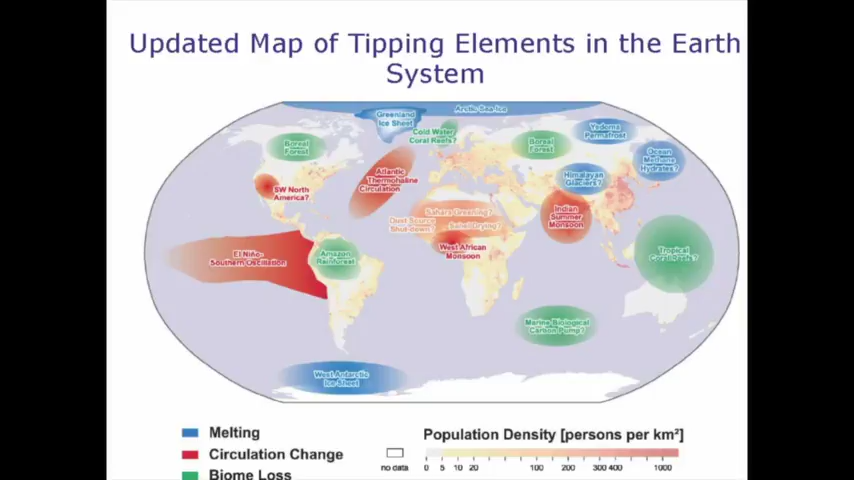 Updated Map of Tipping Elements in the Earth
System
Arctic Sea-Ice
Greenland
Ice Sheet
Cold Water
Coral Reefs?
Boreal
Forest
Boreal
Forest
Yedoma
Permafrost
Ocean
Methane
Hydrates?
Atlantic
Thermohaline
Circulation
Himalayan
Glaciers?
SW North
America?
Sahara Greening?
Dust Source
Shut-down?
Sahel Drying?
Indian
Summer
Monsoon
West African
Monsoon
El Niño-
Southern Oscillation
Amazon
Rainforest
Tropical
Coral Reefs?
Marine Biological
Carbon Pump?
West Antarctic
Ice Sheet
Melting
Circulation Change
Biome Loss
no data
Population Density [persons per km²]
0 5 10 20 100 200 300 400 1000